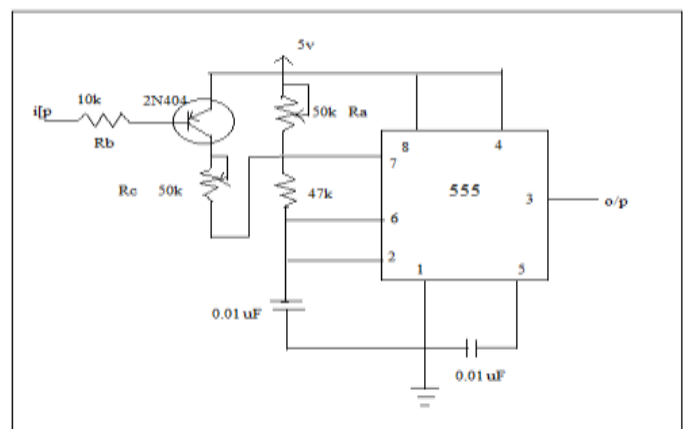 5v
10k
2N404
i[p
50k Ra
Rb
8
4
7
Rc 50k
47k
555
3
o/p
6
2
1
5
0.01 uF
0.01 uF